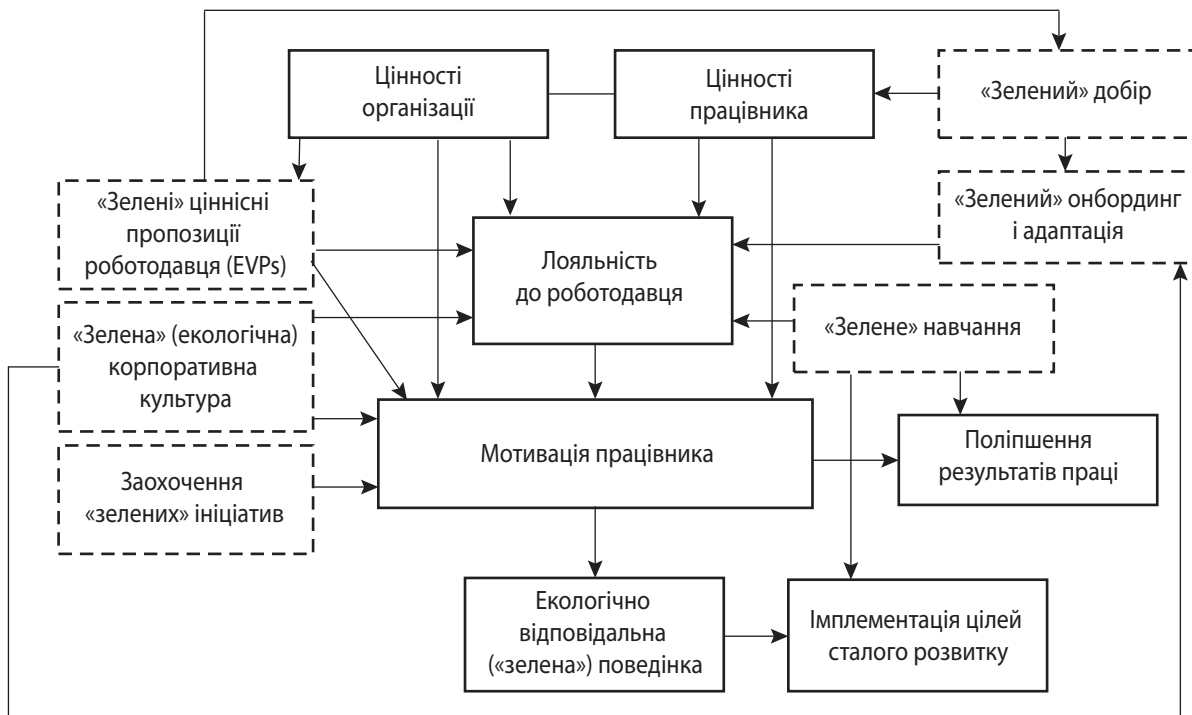 Цінності
організації
Цінності
працівника
«Зелений» добір
«Зелені» ціннісні
пропозиції
роботодавця (EVPs)
«Зелений» онбординг
і адаптація
Лояльність
до роботодавця
«Зелена» (екологічна)
корпоративна
культура
«Зелене» навчання
Мотивація працівника
Поліпшення
результатів праці
Заохочення
«зелених» ініціатив
Екологічно
відповідальна
(«зелена») поведінка
Імплементація цілей
сталого розвитку